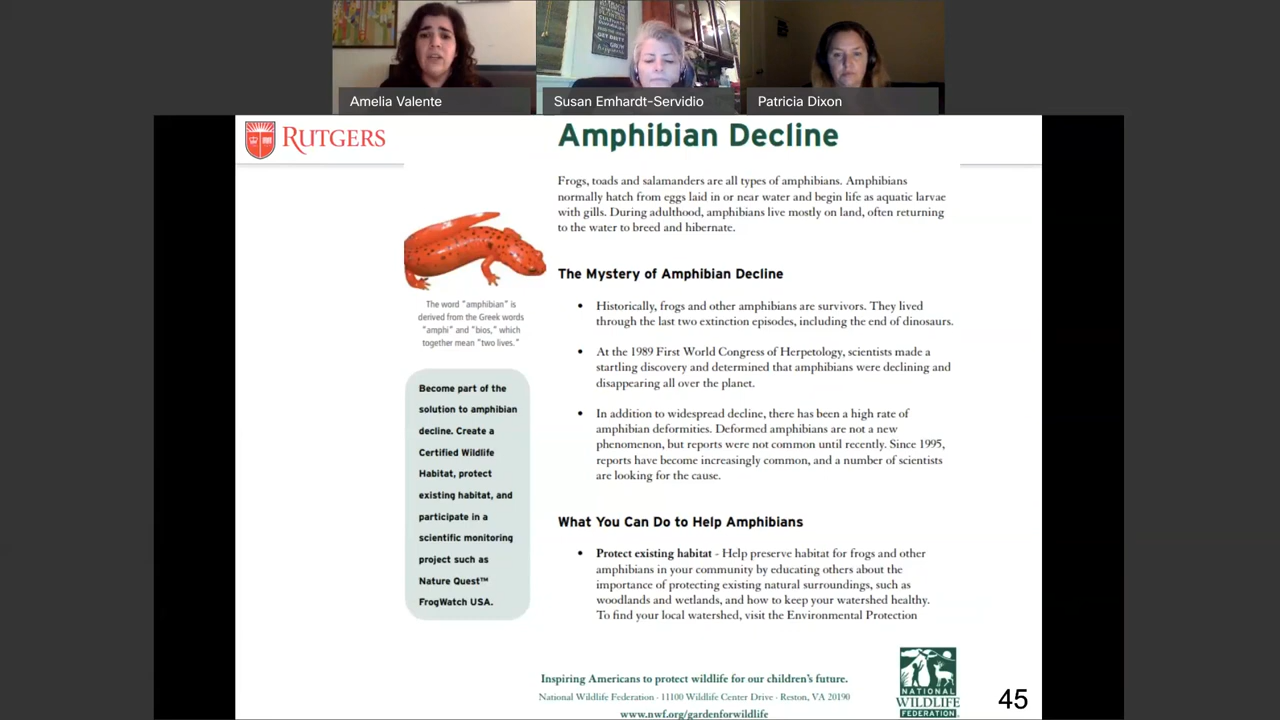 Amelia Valente
Susan Emhardt-Servidio
Patricia Dixon
RUTGERS
Amphibian Decline
Frogs, toads and salamanders are all types of amphibians. Amphibians
normally hatch from eggs laid in or near water and begin life as aquatic larvae
with gills. During adulthood, amphibians live mostly on land, often returning
to the water to breed and hibernate.
The word "amphibian" is
derived from the Greek words
"amphi" and "bios," which
together mean "two lives."
Become part of the
solution to amphibian
decline. Create a
Certified Wildlife
Habitat, protect
existing habitat, and
participate in a
scientific monitoring
project such as
Nature Quest™
FrogWatch USA.
The Mystery of Amphibian Decline
• Historically, frogs and other amphibians are survivors. They lived
through the last two extinction episodes, including the end of dinosaurs.
• At the 1989 First World Congress of Herpetology, scientists made a
startling discovery and determined that amphibians were declining and
disappearing all over the planet.
• In addition to widespread decline, there has been a high rate of
amphibian deformities. Deformed amphibians are not a new
phenomenon, but reports were not common until recently. Since 1995,
reports have become increasingly common, and a number of scientists
are looking for the cause.
What You Can Do to Help Amphibians
• Protect existing habitat - Help preserve habitat for frogs and other
amphibians in your community by educating others about the
importance of protecting existing natural surroundings, such as
woodlands and wetlands, and how to keep your watershed healthy.
To find your local watershed, visit the Environmental Protection
Inspiring Americans to protect wildlife for our children's future.
National Wildlife Federation · 11100 Wildlife Center Drive · Reston, VA 20190
www.nwf.org/gardenforwildlife
NATIONAL
WILDLIFE
FEDERATION
45